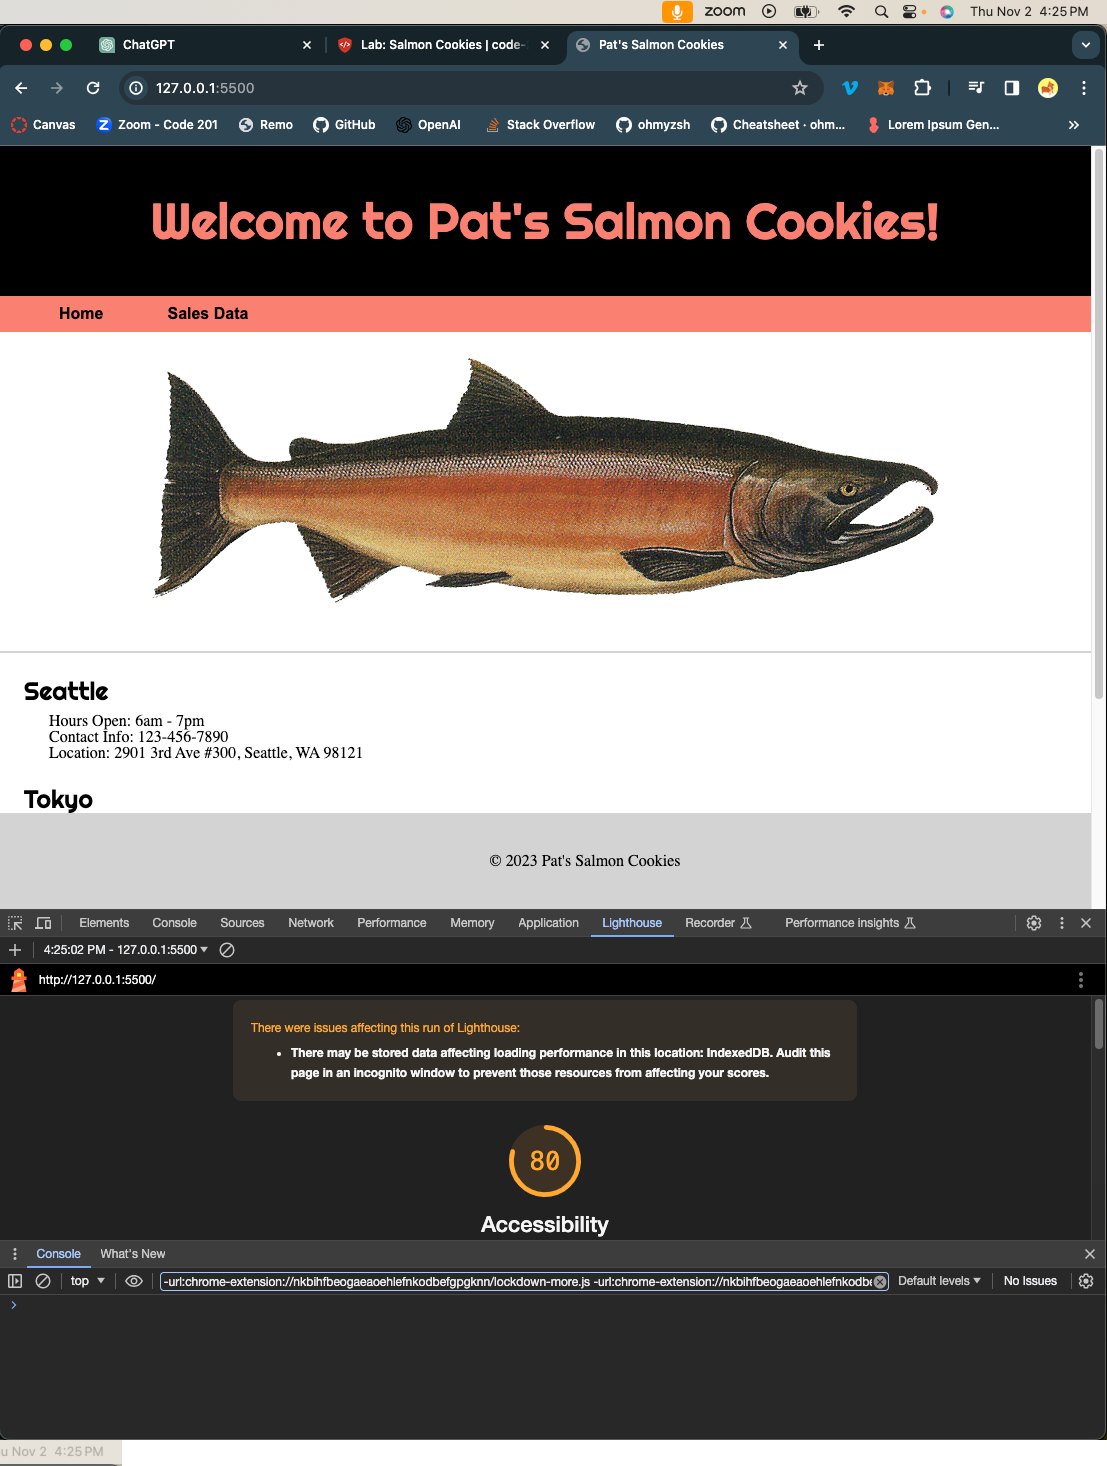 zoom Thu Nov 2 4:25 PM
ChatGPT Lab: Salmon Cookies | code- Pat's Salmon Cookies
127.0.0.1:5500
Canvas Zoom - Code 201 Remo GitHub OpenAI Stack Overflow ohmyzsh Cheatsheet · ohm... Lorem Ipsum Gen...
Welcome to Pat's Salmon Cookies!
Home Sales Data
Seattle
Hours Open: 6am - 7pm
Contact Info: 123-456-7890
Location: 2901 3rd Ave #300, Seattle, WA 98121
Tokyo
© 2023 Pat's Salmon Cookies
Elements Console Sources Network Performance Memory Application Lighthouse Recorder Performance insights
4:25:02 PM - 127.0.0.1:5500
http://127.0.0.1:5500/
There were issues affecting this run of Lighthouse:
• There may be stored data affecting loading performance in this location: IndexedDB. Audit this
page in an incognito window to prevent those resources from affecting your scores.
80
Accessibility
Console What's New
top -url:chrome-extension://nkbihfbeogaeaoehlefnkodbefgpgknn/lockdown-more.js -url:chrome-extension://nkbihfbeogaeaoehlefnkodbe Default levels No Issues
u Nov 2 4:25 PM